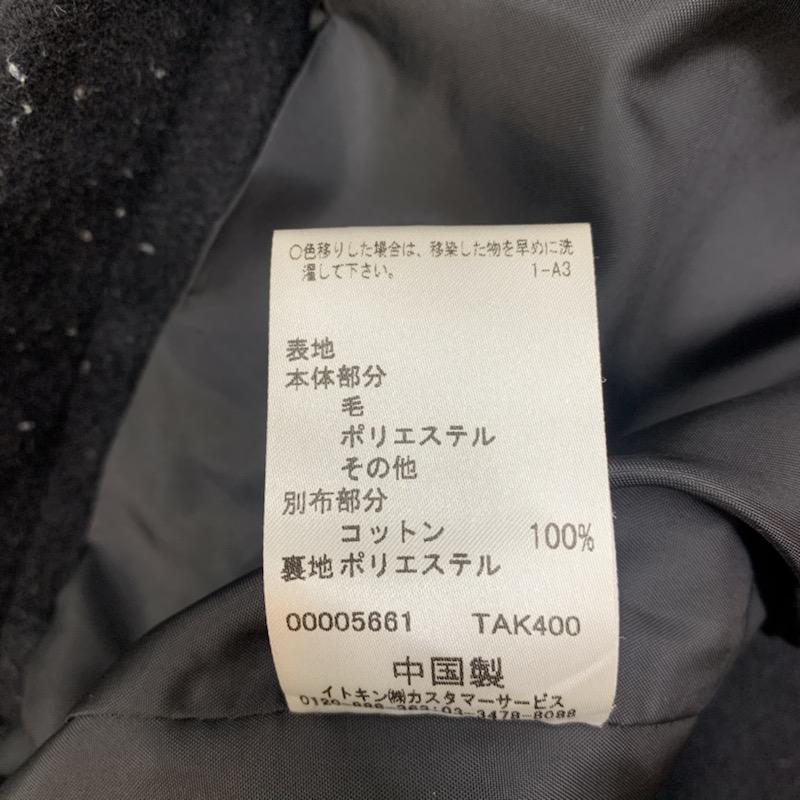 〇色移りした場合は、移染した物を早めに洗
濯して下さい。 1-A3
表地
本体部分
毛
ポリエステル
その他
別布部分
コットン 100%
裏地 ポリエステル
00005661 TAK400
中国製
イトキン㈱カスタマーサービス
03-3478-8088